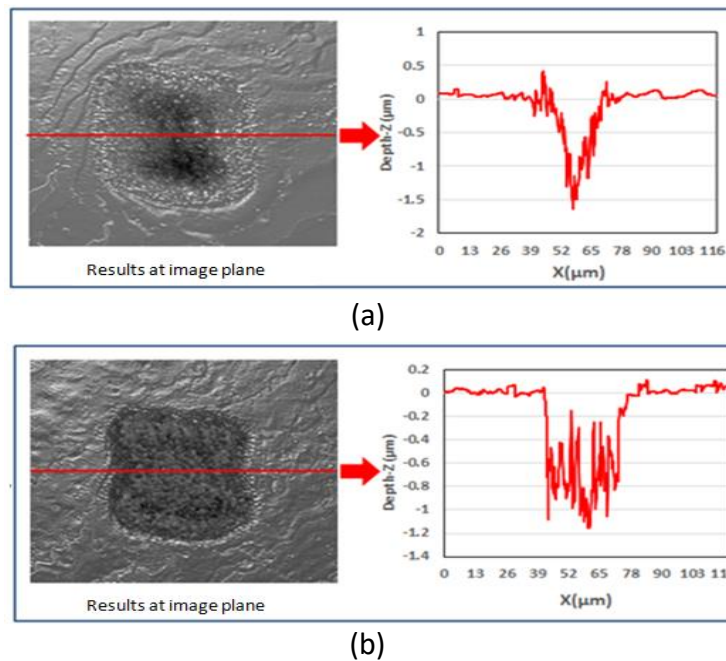 1
0.5
0
-0.5
-1
-1.5
-2
Depth-Z (µm)
0 13 26 39 52 65 78 90 103 116
X(µm)
Results at image plane
(a)
0.2
0
-0.2
-0.4
-0.6
-0.8
-1
-1.2
-1.4
Depth-Z (µm)
0 13 26 39 52 65 78 90 103
X(µm)
Results at image plane
(b)